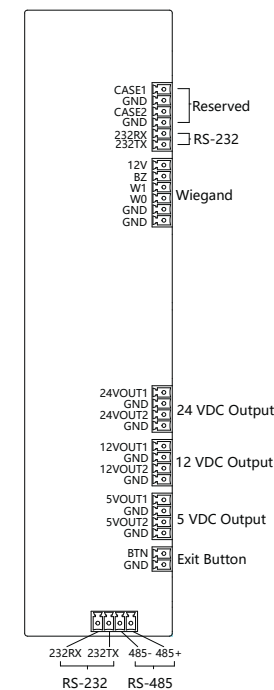 CASE1
GND
CASE2
GND
Reserved
232RX
232TX
RS-232
12V
BZ
W1
W0
GND
GND
Wiegand
24VOUT1
GND
24VOUT2
GND
24 VDC Output
12VOUT1
GND
12VOUT2
GND
12 VDC Output
5VOUT1
GND
5VOUT2
GND
5 VDC Output
BTN
GND
Exit Button
232RX 232TX 485- 485+
RS-232 RS-485